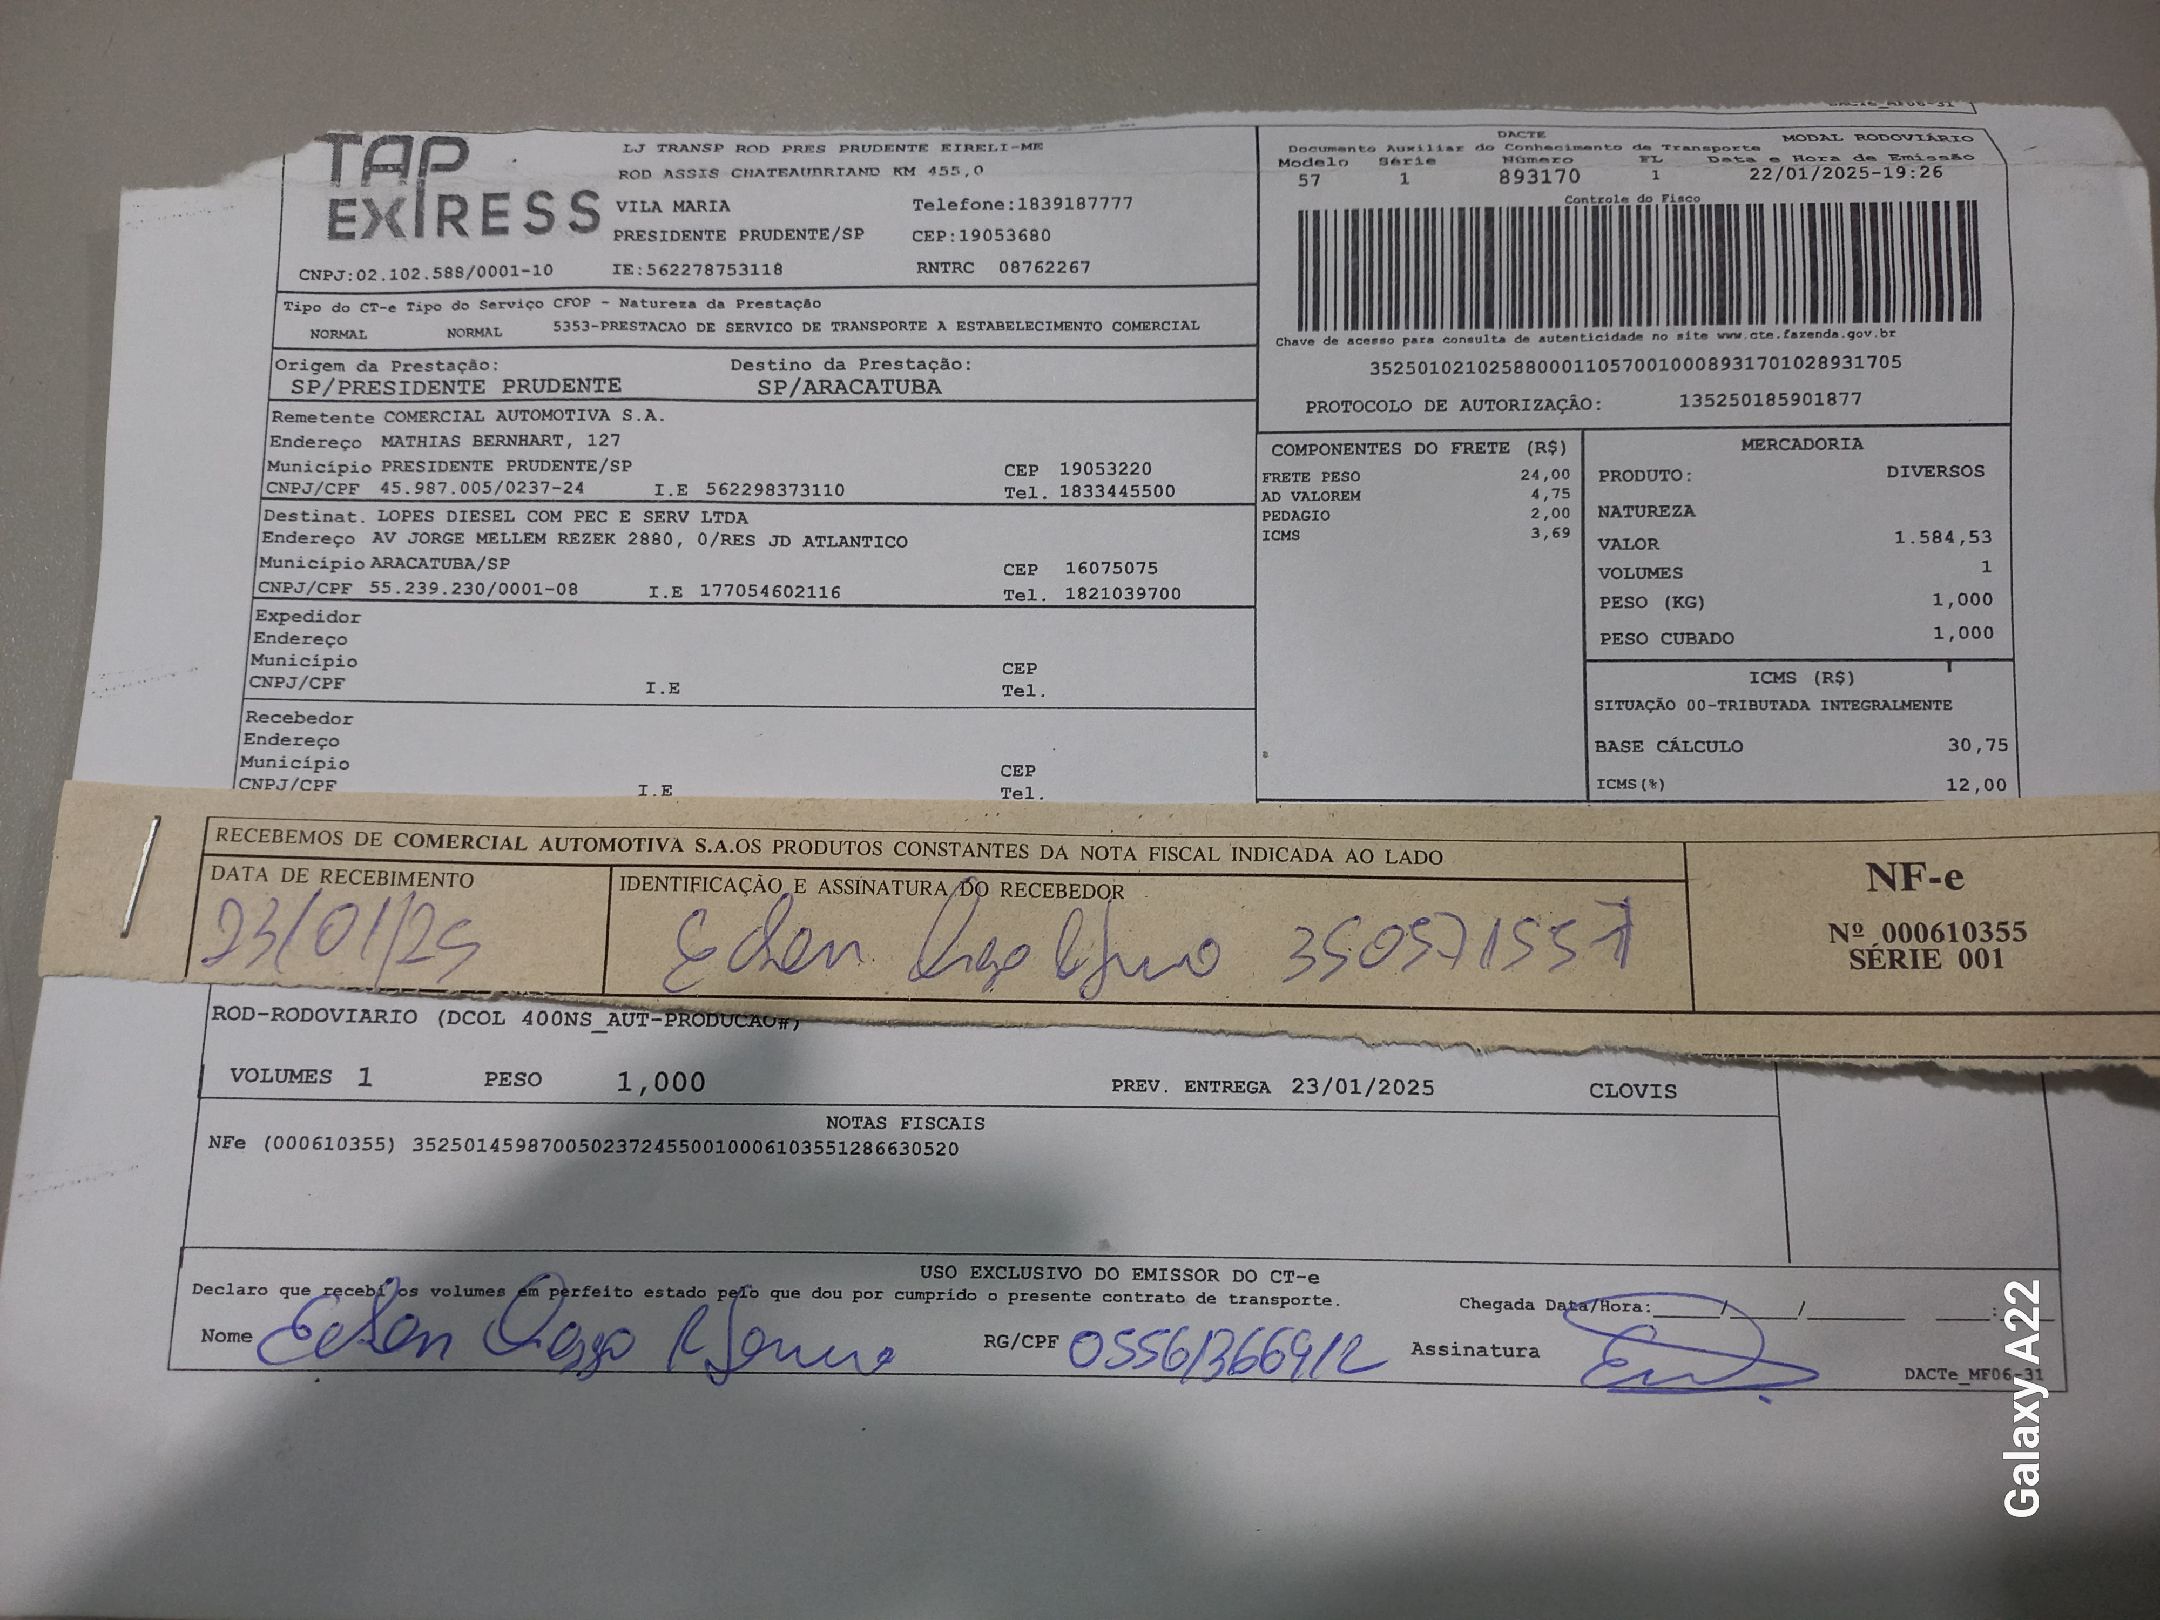 DACTe_MF06-31
TAP
EXPRESS
LJ TRANSP ROD PRES PRUDENTE EIRELI-ME
ROD ASSIS CHATEAUBRIAND KM 455,0
VILA MARIA Telefone:1839187777
PRESIDENTE PRUDENTE/SP CEP:19053680
CNPJ:02.102.588/0001-10 IE:562278753118 RNTRC 08762267
DACTE MODAL RODOVIÁRIO
Documento Auxiliar do Conhecimento de Transporte
Modelo Série Número FL Data e Hora de Emissão
57 1 893170 1 22/01/2025-19:26
Controle do Fisco
Chave de acesso para consulta de autenticidade no site www.cte.fazenda.gov.br
35250102102588000110570010008931701028931705
PROTOCOLO DE AUTORIZAÇÃO: 135250185901877
Tipo do CT-e Tipo do Serviço CFOP - Natureza da Prestação
NORMAL NORMAL 5353-PRESTACAO DE SERVICO DE TRANSPORTE A ESTABELECIMENTO COMERCIAL
Origem da Prestação: Destino da Prestação:
SP/PRESIDENTE PRUDENTE SP/ARACATUBA
Remetente COMERCIAL AUTOMOTIVA S.A.
Endereço MATHIAS BERNHART, 127
Município PRESIDENTE PRUDENTE/SP CEP 19053220
CNPJ/CPF 45.987.005/0237-24 I.E 562298373110 Tel. 1833445500
Destinat. LOPES DIESEL COM PEC E SERV LTDA
Endereço AV JORGE MELLEM REZEK 2880, 0/RES JD ATLANTICO
Município ARACATUBA/SP CEP 16075075
CNPJ/CPF 55.239.230/0001-08 I.E 177054602116 Tel. 1821039700
Expedidor
Endereço
Município CEP
CNPJ/CPF I.E Tel.
Recebedor
Endereço
Município CEP
CNPJ/CPF I.E Tel.
COMPONENTES DO FRETE (R$)
FRETE PESO 24,00
AD VALOREM 4,75
PEDAGIO 2,00
ICMS 3,69
MERCADORIA
PRODUTO: DIVERSOS
NATUREZA
VALOR 1.584,53
VOLUMES 1
PESO (KG) 1,000
PESO CUBADO 1,000
ICMS (R$)
SITUAÇÃO 00-TRIBUTADA INTEGRALMENTE
BASE CÁLCULO 30,75
ICMS(%) 12,00
RECEBEMOS DE COMERCIAL AUTOMOTIVA S.A.OS PRODUTOS CONSTANTES DA NOTA FISCAL INDICADA AO LADO
DATA DE RECEBIMENTO IDENTIFICAÇÃO E ASSINATURA DO RECEBEDOR
23/01/25 350571557
NF-e
Nº 000610355
SÉRIE 001
ROD-RODOVIARIO (DCOL 400NS_AUT-PRODUCAO#)
VOLUMES 1 PESO 1,000 PREV. ENTREGA 23/01/2025 CLOVIS
NOTAS FISCAIS
NFe (000610355) 35250145987005023724550010006103551286630520
USO EXCLUSIVO DO EMISSOR DO CT-e
Declaro que recebi os volumes em perfeito estado pelo que dou por cumprido o presente contrato de transporte. Chegada Data/Hora:____/____/____ ____:____
Nome RG/CPF 05561366912 Assinatura
DACTe_MF06-31
Galaxy A22